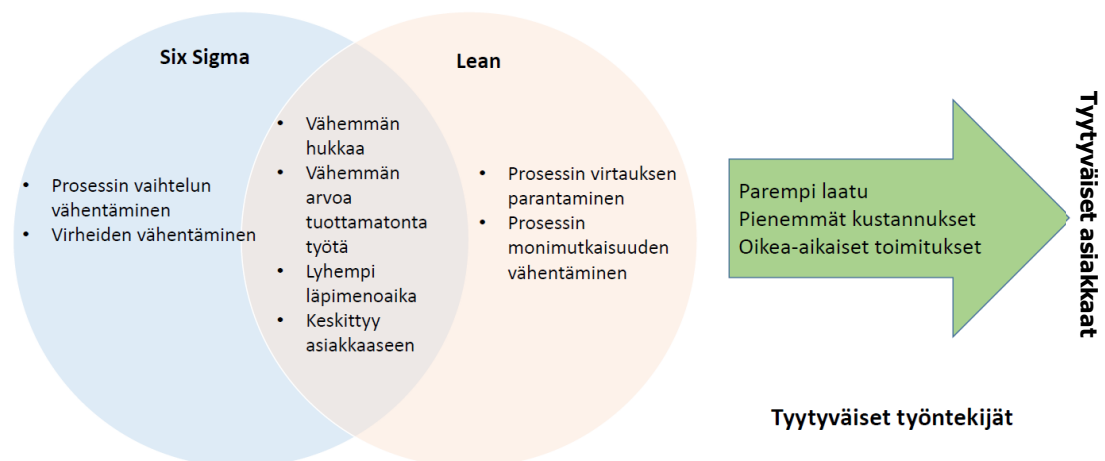 Six Sigma
• Prosessin vaihtelun
vähentäminen
• Virheiden vähentäminen
• Vähemmän
hukkaa
• Vähemmän
arvoa
tuottamatonta
työtä
• Lyhempi
läpimenoaika
• Keskittyy
asiakkaaseen
Lean
• Prosessin virtauksen
parantaminen
• Prosessin
monimutkaisuuden
vähentäminen
Parempi laatu
Pienemmät kustannukset
Oikea-aikaiset toimitukset
Tyytyväiset asiakkaat
Tyytyväiset työntekijät